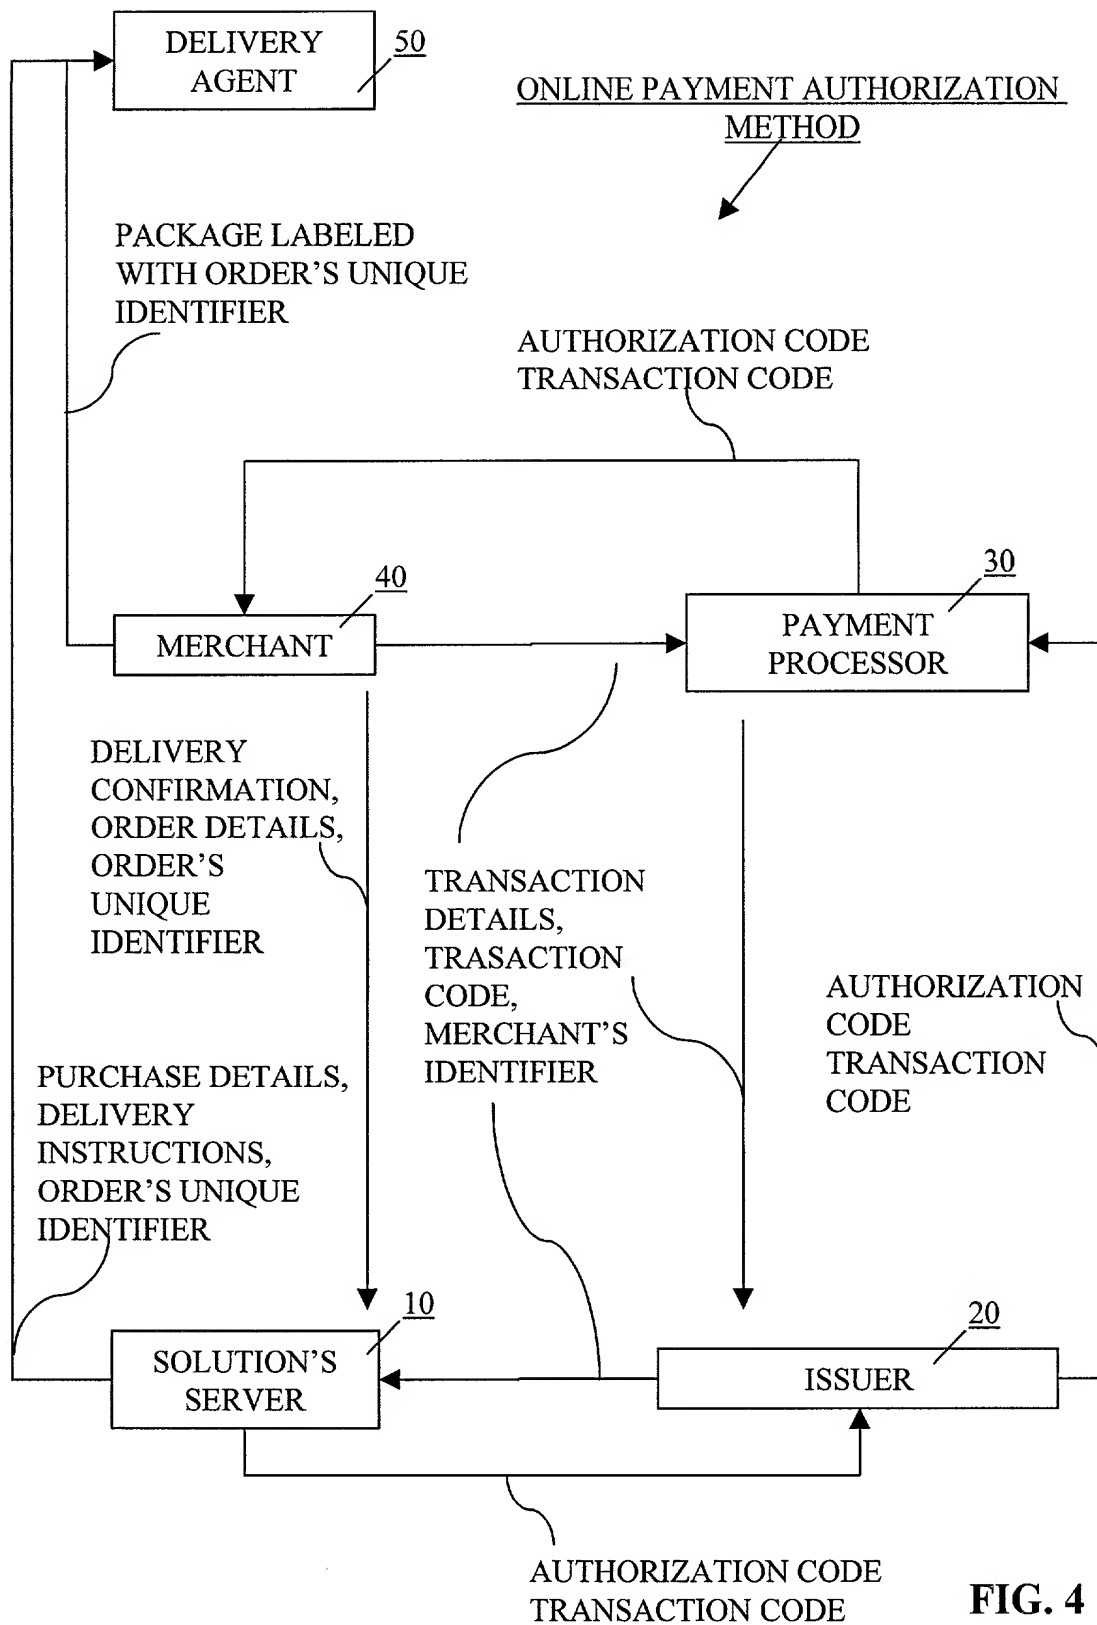 DELIVERY
AGENT
50
ONLINE PAYMENT AUTHORIZATION
METHOD
PACKAGE LABELED
WITH ORDER'S UNIQUE
IDENTIFIER
AUTHORIZATION CODE
TRANSACTION CODE
40
30
MERCHANT
PAYMENT
PROCESSOR
DELIVERY
CONFIRMATION,
ORDER DETAILS,
ORDER'S
UNIQUE
IDENTIFIER
TRANSACTION
DETAILS,
TRASACTION
CODE,
MERCHANT'S
IDENTIFIER
AUTHORIZATION
CODE
TRANSACTION
CODE
PURCHASE DETAILS,
DELIVERY
INSTRUCTIONS,
ORDER'S UNIQUE
IDENTIFIER
10
20
SOLUTION'S
SERVER
ISSUER
AUTHORIZATION CODE
TRANSACTION CODE
FIG. 4